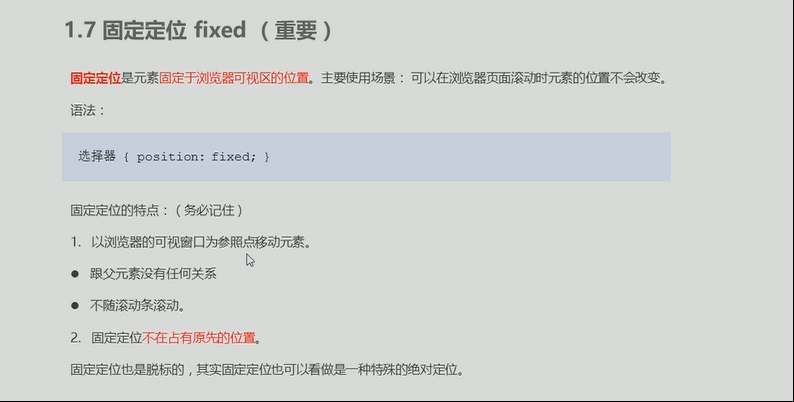 1.7 固定定位 fixed （重要）
固定定位是元素固定于浏览器可视区的位置。主要使用场景： 可以在浏览器页面滚动时元素的位置不会改变。
语法：
选择器 { position: fixed; }
固定定位的特点：（务必记住）
1. 以浏览器的可视窗口为参照点移动元素。
● 跟父元素没有任何关系
● 不随滚动条滚动。
2. 固定定位不在占有原先的位置。
固定定位也是脱标的，其实固定定位也可以看做是一种特殊的绝对定位。